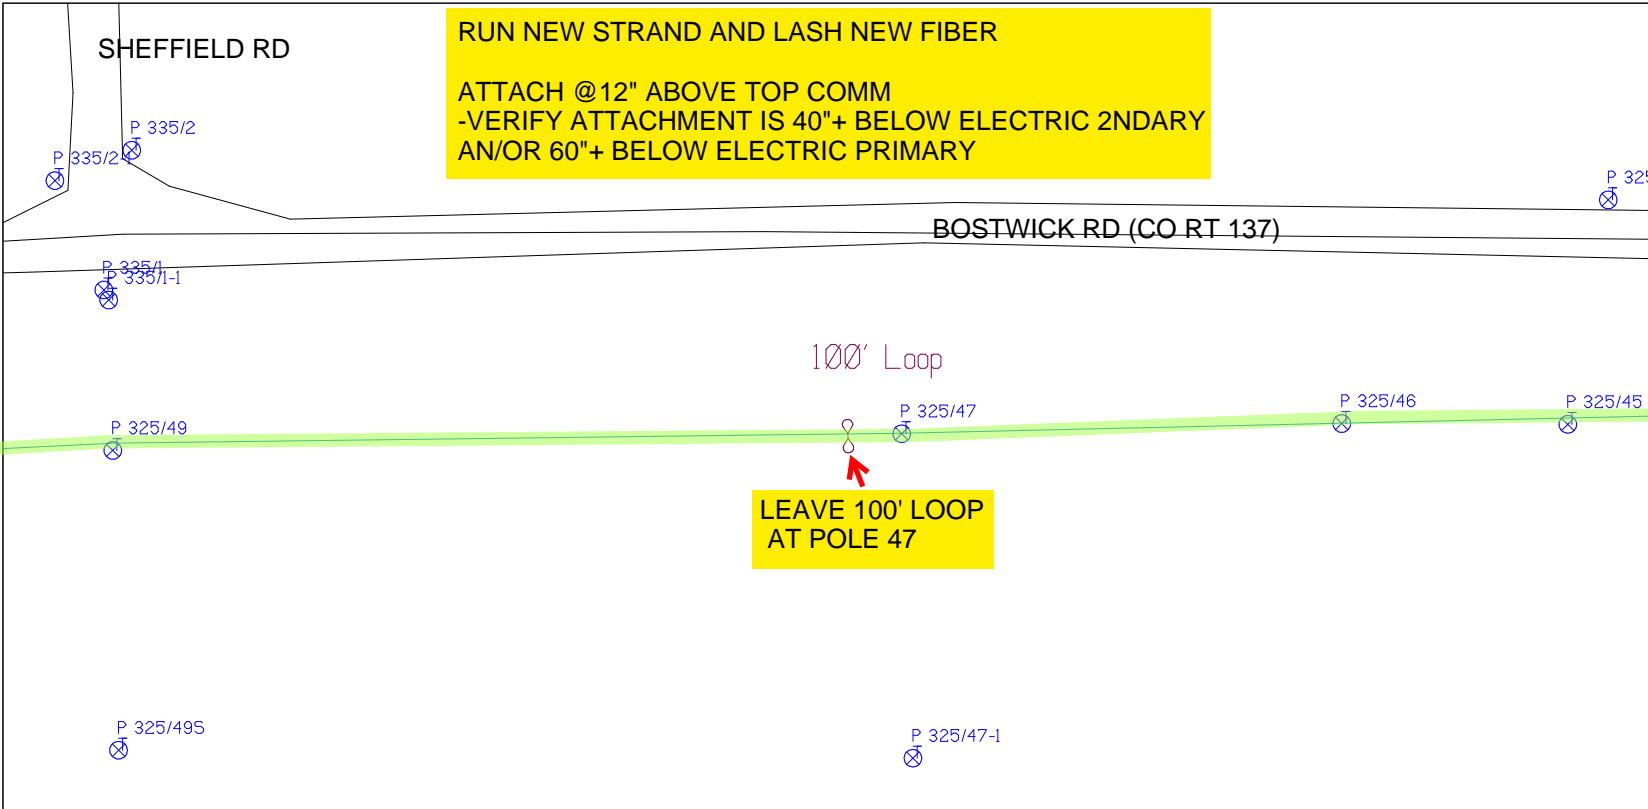 SHEFFIELD RD
RUN NEW STRAND AND LASH NEW FIBER
ATTACH @12" ABOVE TOP COMM
-VERIFY ATTACHMENT IS 40"+ BELOW ELECTRIC 2NDARY
AN/OR 60"+ BELOW ELECTRIC PRIMARY
P 335/2
P 335/2-1
P 325
BOSTWICK RD (CO RT 137)
P 335/1
P 335/1-1
100' Loop
P 325/49
P 325/47
P 325/46
P 325/45
LEAVE 100' LOOP
AT POLE 47
P 325/49S
P 325/47-1